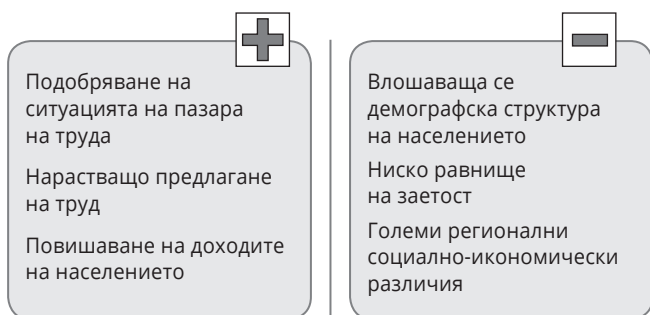 Подобряване на
ситуацията на пазара
на труда
Нарастващо предлагане
на труд
Повишаване на доходите
на населението
Влошаваща се
демографска структура
на населението
Ниско равнище
на заетост
Големи регионални
социално-икономически
различия